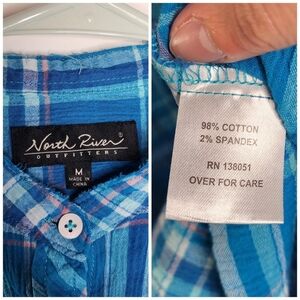 North River
OUTFITTERS
M
MADE IN
CHINA
98% COTTON
2% SPANDEX
RN 138051
OVER FOR CARE